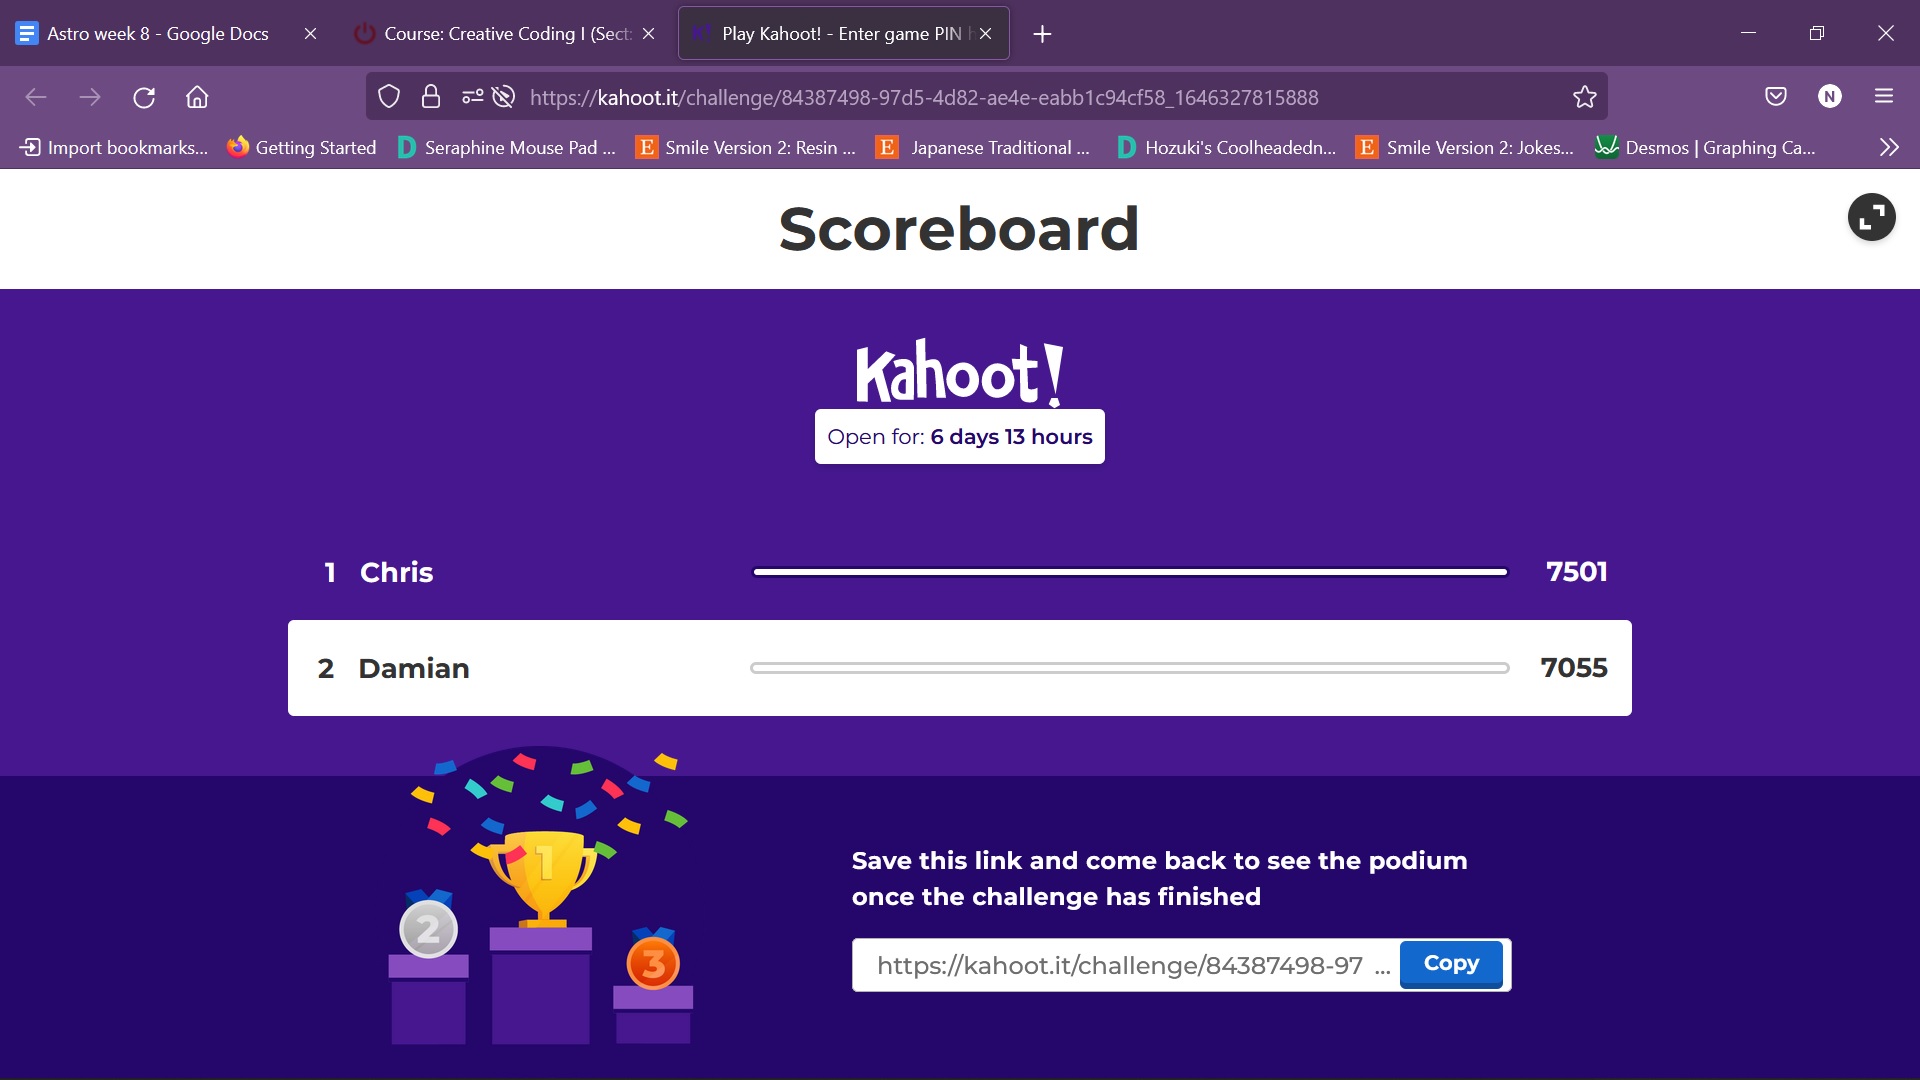 Astro week 8 - Google Docs
Course: Creative Coding I (Sect:
Play Kahoot! - Enter game PIN h
https://kahoot.it/challenge/84387498-97d5-4d82-ae4e-eabb1c94cf58_1646327815888
N
Import bookmarks...
Getting Started
D Seraphine Mouse Pad ...
E Smile Version 2: Resin ...
E Japanese Traditional ...
D Hozuki's Coolheadedn...
E Smile Version 2: Jokes...
Desmos | Graphing Ca...
Scoreboard
Kahoot!
Open for: 6 days 13 hours
1 Chris 7501
2 Damian 7055
1
2
3
Save this link and come back to see the podium
once the challenge has finished
https://kahoot.it/challenge/84387498-97 ...
Copy